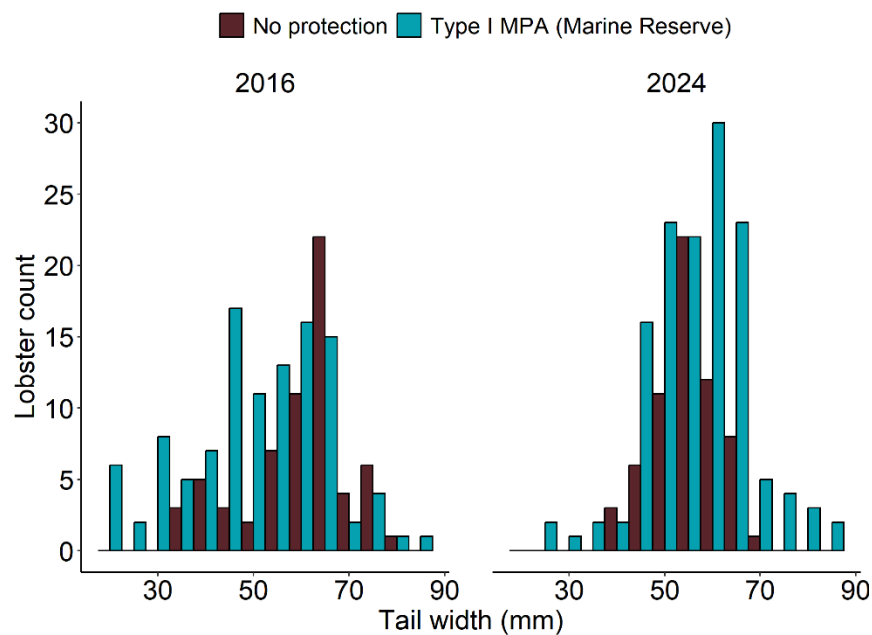 No protection Type I MPA (Marine Reserve)
2016 2024
Lobster count
30
25
20
15
10
5
0
30 50 70 90 30 50 70 90
Tail width (mm)